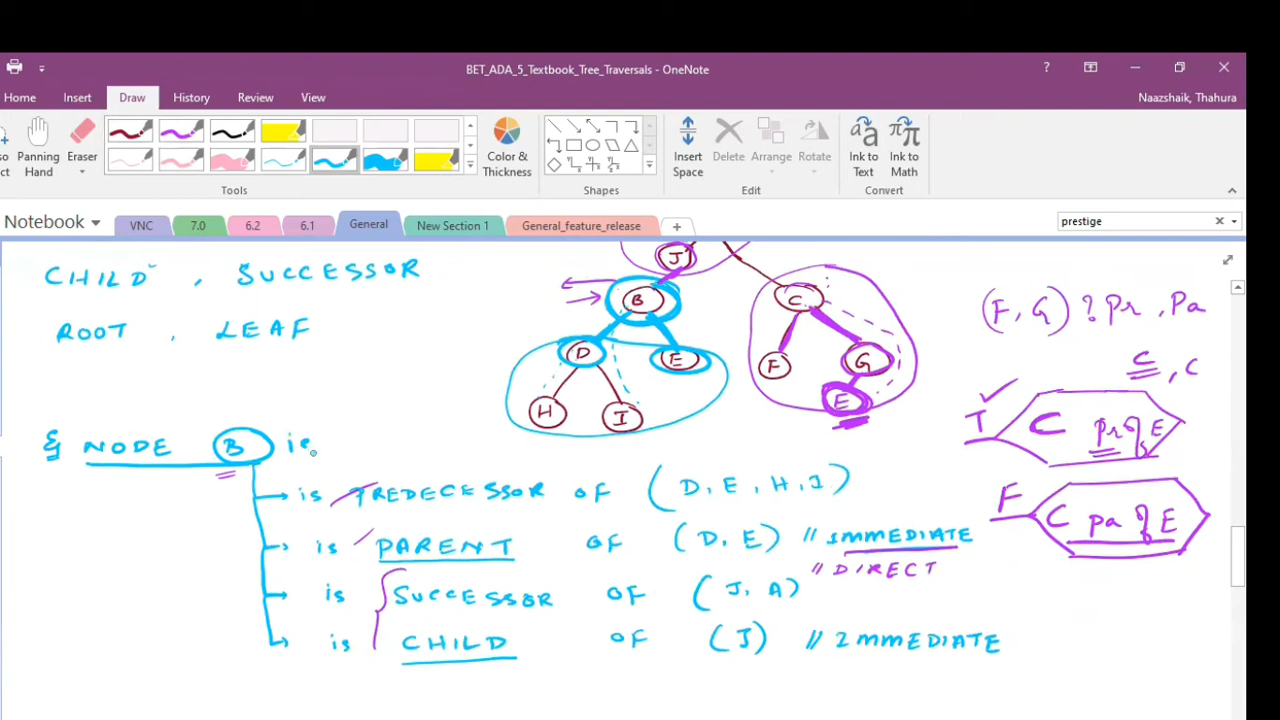 BET_ADA_5_Textbook_Tree_Traversals - OneNote
?
Home Insert Draw History Review View
Naazshaik, Thahura
Panning Hand
Eraser
Color & Thickness
Insert Space
Delete
Arrange
Rotate
Ink to Text
Ink to Math
Tools
Shapes
Edit
Convert
Notebook
VNC
7.0
6.2
6.1
General
New Section 1
General_feature_release
+
prestige
CHILD , SUCCESSOR
ROOT , LEAF
J
B
C
D
E
F
G
H
I
E
(F, G) ? Pr , Pa
C , C
T
C pr of E
F
C pa of E
NODE B is
is PREDECESSOR OF (D, E, H, I)
is PARENT OF (D, E) // IMMEDIATE
// DIRECT
is SUCCESSOR OF (J, A)
is CHILD OF (J) // IMMEDIATE